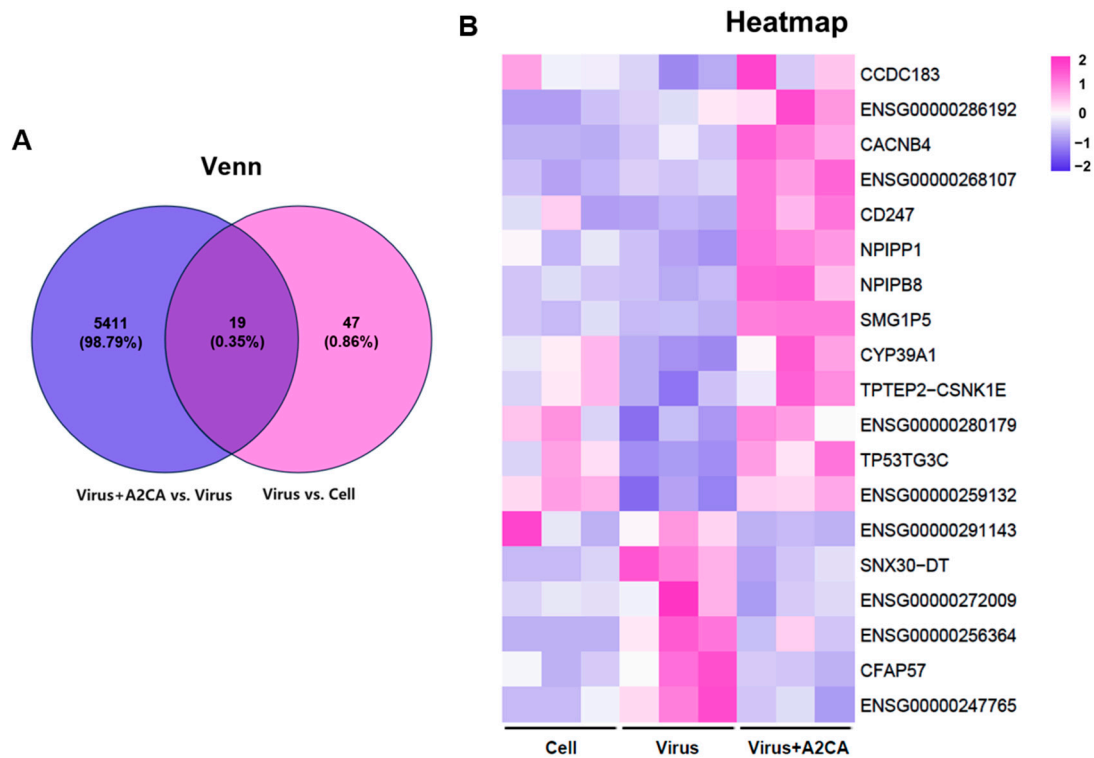 A
Venn
5411
(98.79%)
19
(0.35%)
47
(0.86%)
Virus+A2CA vs. Virus
Virus vs. Cell
B
Heatmap
CCDC183
ENSG00000286192
CACNB4
ENSG00000268107
CD247
NPIPP1
NPIPB8
SMG1P5
CYP39A1
TPTEP2−CSNK1E
ENSG00000280179
TP53TG3C
ENSG00000259132
ENSG00000291143
SNX30−DT
ENSG00000272009
ENSG00000256364
CFAP57
ENSG00000247765
2
1
0
−1
−2
Cell
Virus
Virus+A2CA